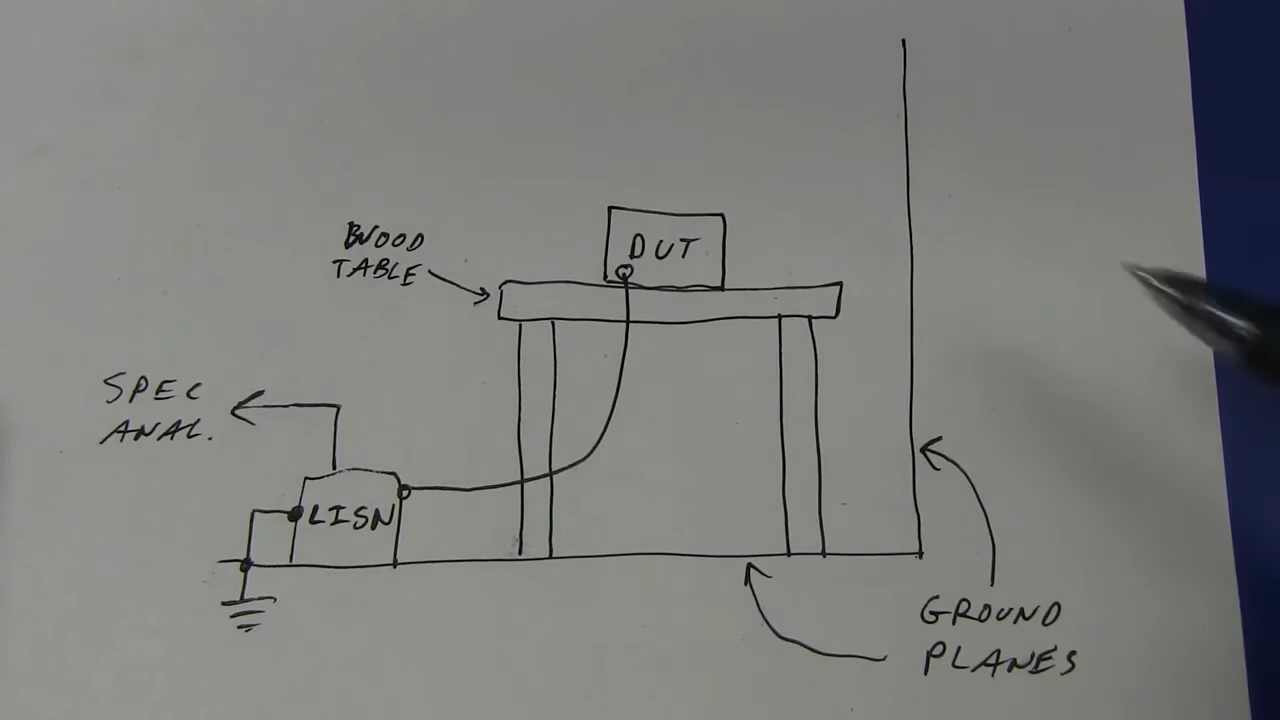 DUT
WOOD
TABLE
SPEC
ANAL.
LISN
GROUND
PLANES